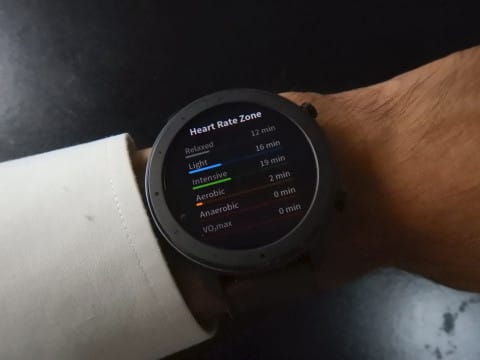 Heart Rate Zone
Relaxed 12 min
Light 16 min
Intensive 19 min
Aerobic 2 min
Anaerobic 0 min
VO₂max 0 min